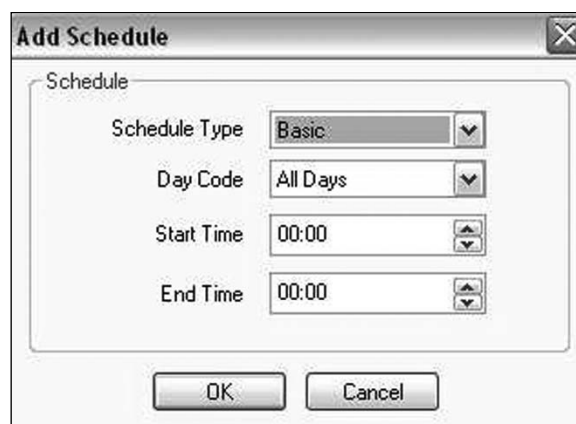 Add Schedule
Schedule
Schedule Type Basic
Day Code All Days
Start Time 00:00
End Time 00:00
OK Cancel